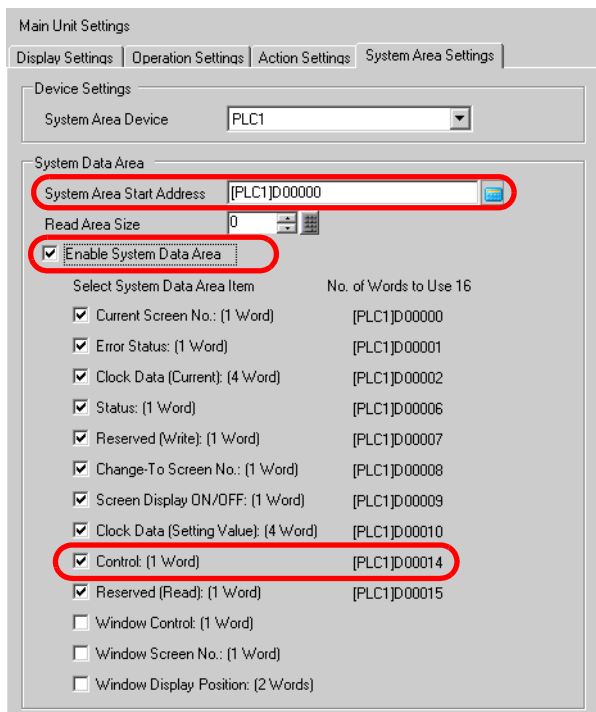 Main Unit Settings
Display Settings Operation Settings Action Settings System Area Settings
Device Settings
System Area Device PLC1
System Data Area
System Area Start Address [PLC1]D00000
Read Area Size 0
Enable System Data Area
Select System Data Area Item No. of Words to Use 16
Current Screen No.: (1 Word) [PLC1]D00000
Error Status: (1 Word) [PLC1]D00001
Clock Data (Current): (4 Word) [PLC1]D00002
Status: (1 Word) [PLC1]D00006
Reserved (Write): (1 Word) [PLC1]D00007
Change-To Screen No.: (1 Word) [PLC1]D00008
Screen Display ON/OFF: (1 Word) [PLC1]D00009
Clock Data (Setting Value): (4 Word) [PLC1]D00010
Control: (1 Word) [PLC1]D00014
Reserved (Read): (1 Word) [PLC1]D00015
Window Control: (1 Word)
Window Screen No.: (1 Word)
Window Display Position: (2 Words)